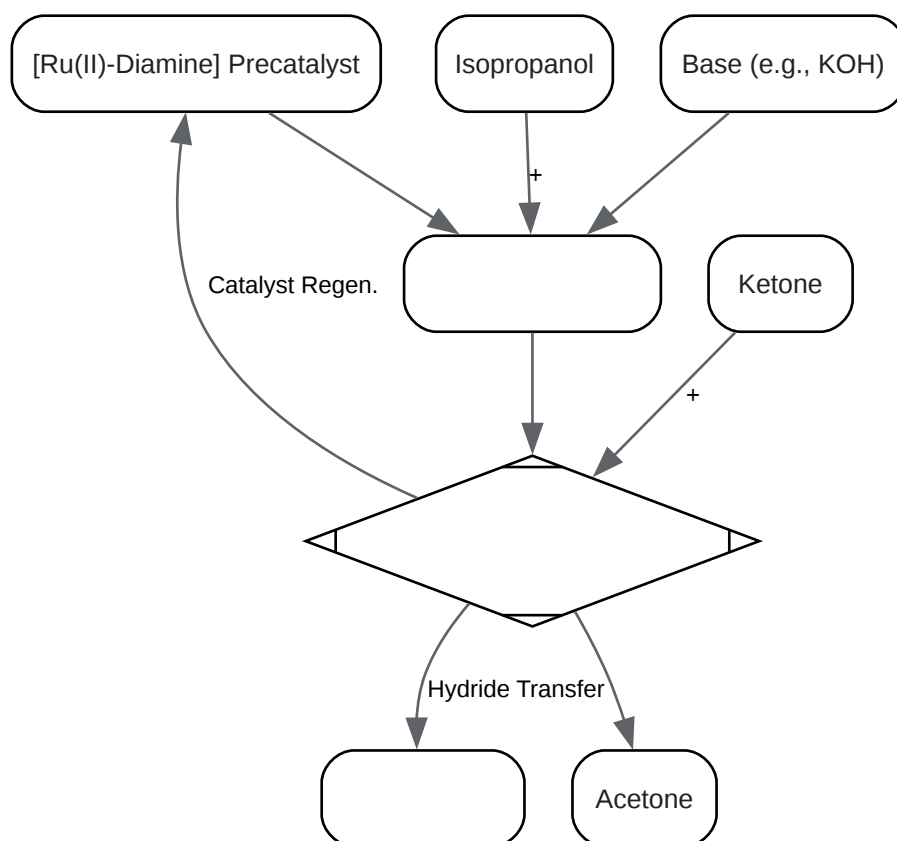 [Ru(II)-Diamine] Precatalyst
Isopropanol
Base (e.g., KOH)
+
Catalyst Regen.
Ketone
+
Hydride Transfer
Acetone